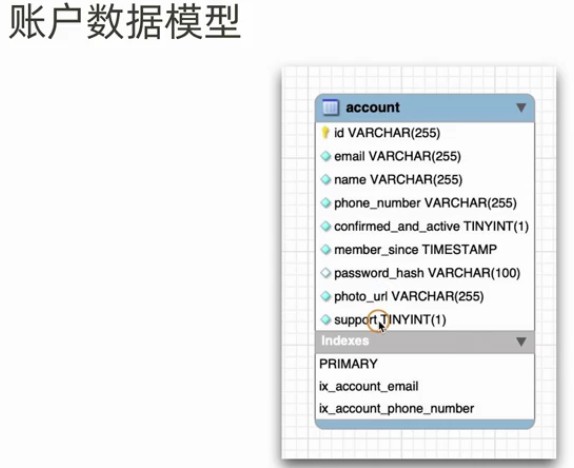 账户数据模型
account
id VARCHAR(255)
email VARCHAR(255)
name VARCHAR(255)
phone_number VARCHAR(255)
confirmed_and_active TINYINT(1)
member_since TIMESTAMP
password_hash VARCHAR(100)
photo_url VARCHAR(255)
support TINYINT(1)
Indexes
PRIMARY
ix_account_email
ix_account_phone_number